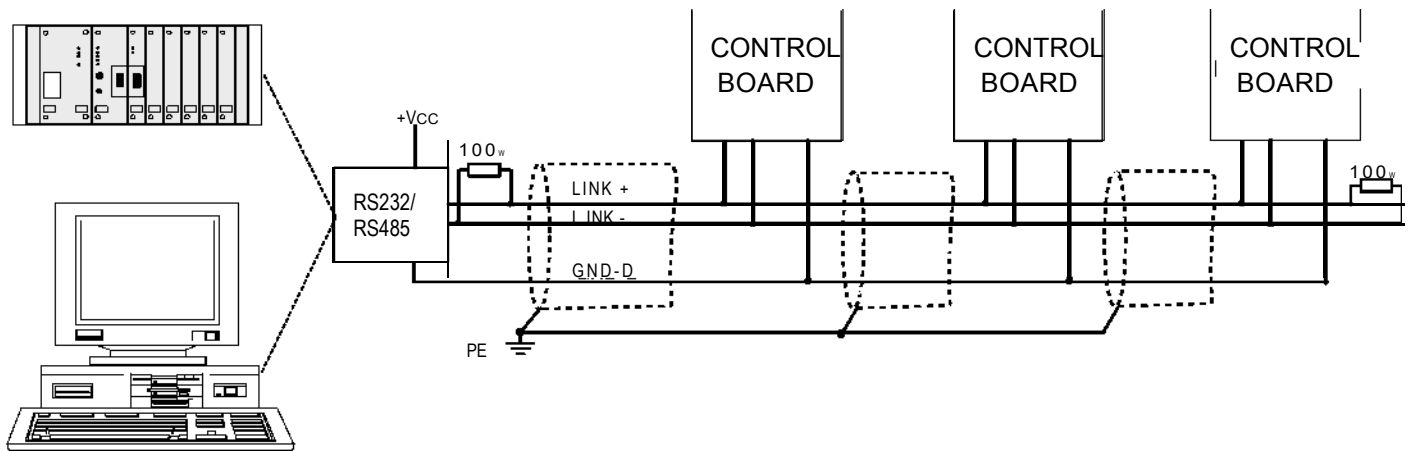 CONTROL
BOARD
CONTROL
BOARD
CONTROL
BOARD
+VCC
100w
100w
RS232/
RS485
LINK +
LINK -
GND-D
PE